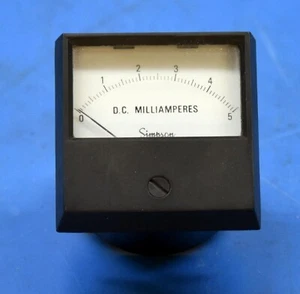 0 1 2 3 4 5
D.C. MILLIAMPERES
Simpson